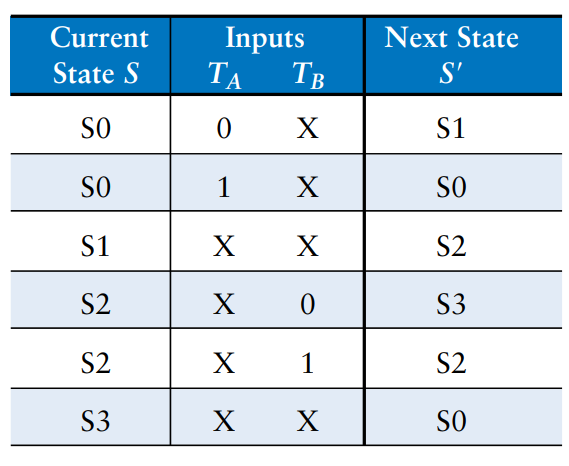 Current Inputs Next State
State S T_A T_B S'
S0 0 X S1
S0 1 X S0
S1 X X S2
S2 X 0 S3
S2 X 1 S2
S3 X X S0